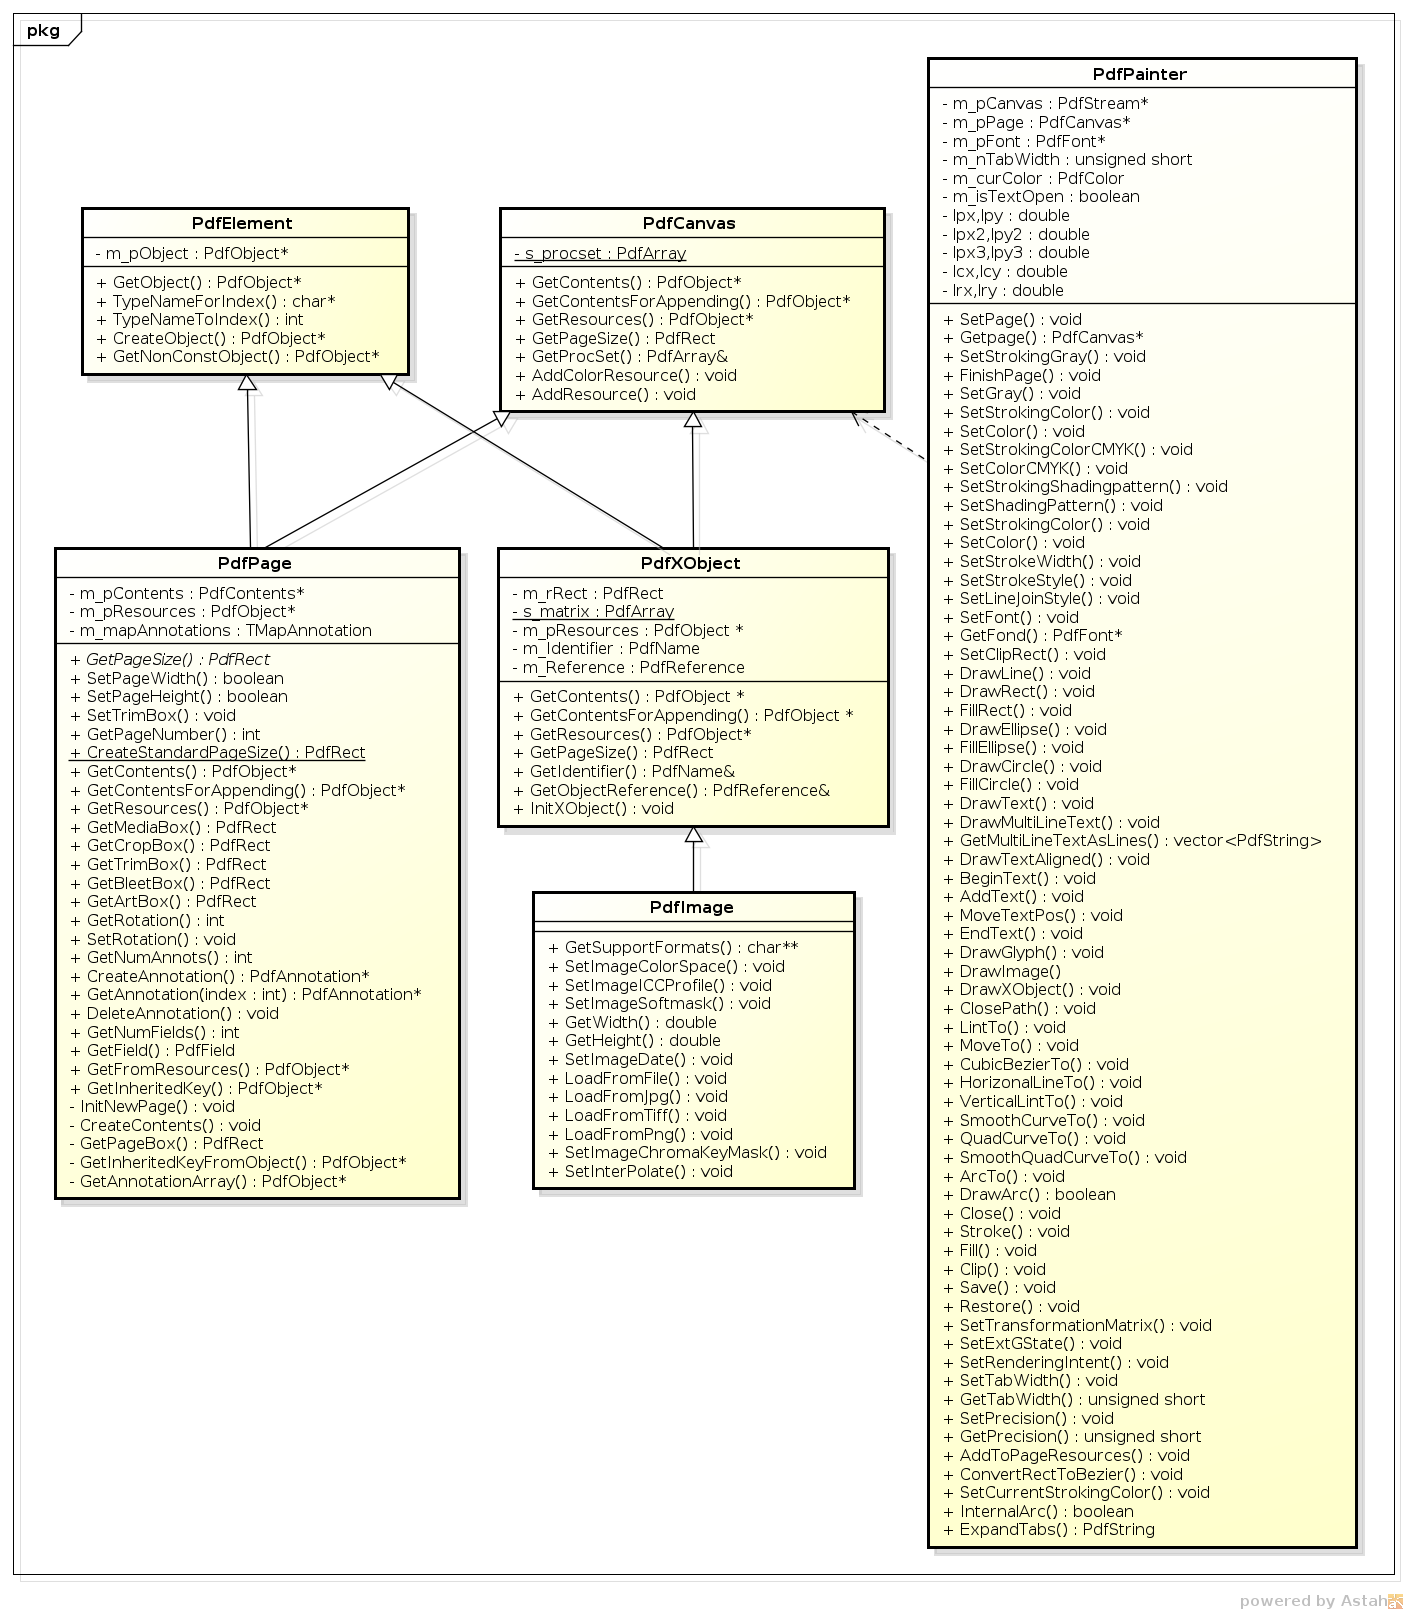 pkg
PdfElement
- m_pObject : PdfObject*
+ GetObject() : PdfObject*
+ TypeNameForIndex() : char*
+ TypeNameToIndex() : int
+ CreateObject() : PdfObject*
+ GetNonConstObject() : PdfObject*
PdfCanvas
- s_procset : PdfArray
+ GetContents() : PdfObject*
+ GetContentsForAppending() : PdfObject*
+ GetResources() : PdfObject*
+ GetPageSize() : PdfRect
+ GetProcSet() : PdfArray&
+ AddColorResource() : void
+ AddResource() : void
PdfPainter
- m_pCanvas : PdfStream*
- m_pPage : PdfCanvas*
- m_pFont : PdfFont*
- m_nTabWidth : unsigned short
- m_curColor : PdfColor
- m_isTextOpen : boolean
- lpx,lpy : double
- lpx2,lpy2 : double
- lpx3,lpy3 : double
- lcx,lcy : double
- lrx,lry : double
+ SetPage() : void
+ Getpage() : PdfCanvas*
+ SetStrokingGray() : void
+ FinishPage() : void
+ SetGray() : void
+ SetStrokingColor() : void
+ SetColor() : void
+ SetStrokingColorCMYK() : void
+ SetColorCMYK() : void
+ SetStrokingShadingpattern() : void
+ SetShadingPattern() : void
+ SetStrokingColor() : void
+ SetColor() : void
+ SetStrokeWidth() : void
+ SetStrokeStyle() : void
+ SetLineJoinStyle() : void
+ SetFont() : void
+ GetFond() : PdfFont*
+ SetClipRect() : void
+ DrawLine() : void
+ DrawRect() : void
+ FillRect() : void
+ DrawEllipse() : void
+ FillEllipse() : void
+ DrawCircle() : void
+ FillCircle() : void
+ DrawText() : void
+ DrawMultiLineText() : void
+ GetMultiLineTextAsLines() : vector<PdfString>
+ DrawTextAligned() : void
+ BeginText() : void
+ AddText() : void
+ MoveTextPos() : void
+ EndText() : void
+ DrawGlyph() : void
+ DrawImage()
+ DrawXObject() : void
+ ClosePath() : void
+ LintTo() : void
+ MoveTo() : void
+ CubicBezierTo() : void
+ HorizonalLineTo() : void
+ VerticalLintTo() : void
+ SmoothCurveTo() : void
+ QuadCurveTo() : void
+ SmoothQuadCurveTo() : void
+ ArcTo() : void
+ DrawArc() : boolean
+ Close() : void
+ Stroke() : void
+ Fill() : void
+ Clip() : void
+ Save() : void
+ Restore() : void
+ SetTransformationMatrix() : void
+ SetExtGState() : void
+ SetRenderingIntent() : void
+ SetTabWidth() : void
+ GetTabWidth() : unsigned short
+ SetPrecision() : void
+ GetPrecision() : unsigned short
+ AddToPageResources() : void
+ ConvertRectToBezier() : void
+ SetCurrentStrokingColor() : void
+ InternalArc() : boolean
+ ExpandTabs() : PdfString
PdfPage
- m_pContents : PdfContents*
- m_pResources : PdfObject*
- m_mapAnnotations : TMapAnnotation
+ GetPageSize() : PdfRect
+ SetPageWidth() : boolean
+ SetPageHeight() : boolean
+ SetTrimBox() : void
+ GetPageNumber() : int
+ CreateStandardPageSize() : PdfRect
+ GetContents() : PdfObject*
+ GetContentsForAppending() : PdfObject*
+ GetResources() : PdfObject*
+ GetMediaBox() : PdfRect
+ GetCropBox() : PdfRect
+ GetTrimBox() : PdfRect
+ GetBleetBox() : PdfRect
+ GetArtBox() : PdfRect
+ GetRotation() : int
+ SetRotation() : void
+ GetNumAnnots() : int
+ CreateAnnotation() : PdfAnnotation*
+ GetAnnotation(index : int) : PdfAnnotation*
+ DeleteAnnotation() : void
+ GetNumFields() : int
+ GetField() : PdfField
+ GetFromResources() : PdfObject*
+ GetInheritedKey() : PdfObject*
- InitNewPage() : void
- CreateContents() : void
- GetPageBox() : PdfRect
- GetInheritedKeyFromObject() : PdfObject*
- GetAnnotationArray() : PdfObject*
PdfXObject
- m_rRect : PdfRect
- s_matrix : PdfArray
- m_pResources : PdfObject *
- m_Identifier : PdfName
- m_Reference : PdfReference
+ GetContents() : PdfObject *
+ GetContentsForAppending() : PdfObject *
+ GetResources() : PdfObject*
+ GetPageSize() : PdfRect
+ GetIdentifier() : PdfName&
+ GetObjectReference() : PdfReference&
+ InitXObject() : void
PdfImage
+ GetSupportFormats() : char**
+ SetImageColorSpace() : void
+ SetImageICCProfile() : void
+ SetImageSoftmask() : void
+ GetWidth() : double
+ GetHeight() : double
+ SetImageDate() : void
+ LoadFromFile() : void
+ LoadFromJpg() : void
+ LoadFromTiff() : void
+ LoadFromPng() : void
+ SetImageChromaKeyMask() : void
+ SetInterPolate() : void
powered by Astah